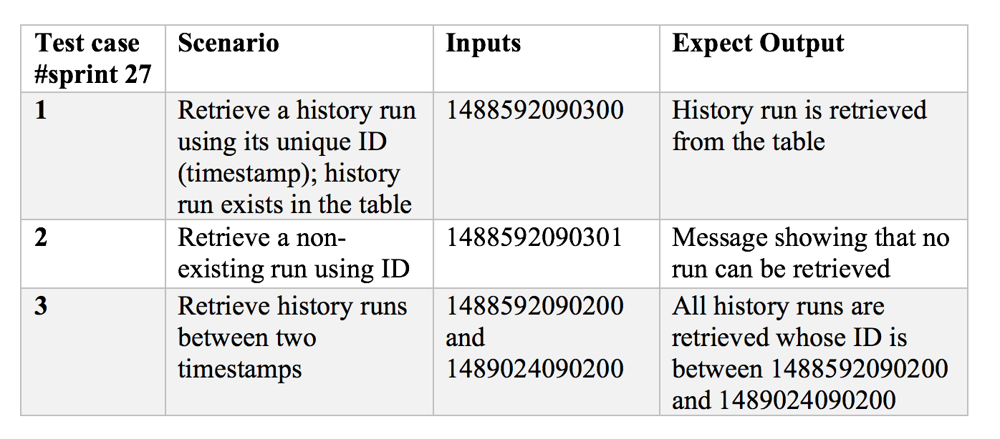 Test case
#sprint 27
Scenario
Inputs
Expect Output
1
Retrieve a history run
using its unique ID
(timestamp); history
run exists in the table
1488592090300
History run is retrieved
from the table
2
Retrieve a non-
existing run using ID
1488592090301
Message showing that no
run can be retrieved
3
Retrieve history runs
between two
timestamps
1488592090200
and
1489024090200
All history runs are
retrieved whose ID is
between 1488592090200
and 1489024090200